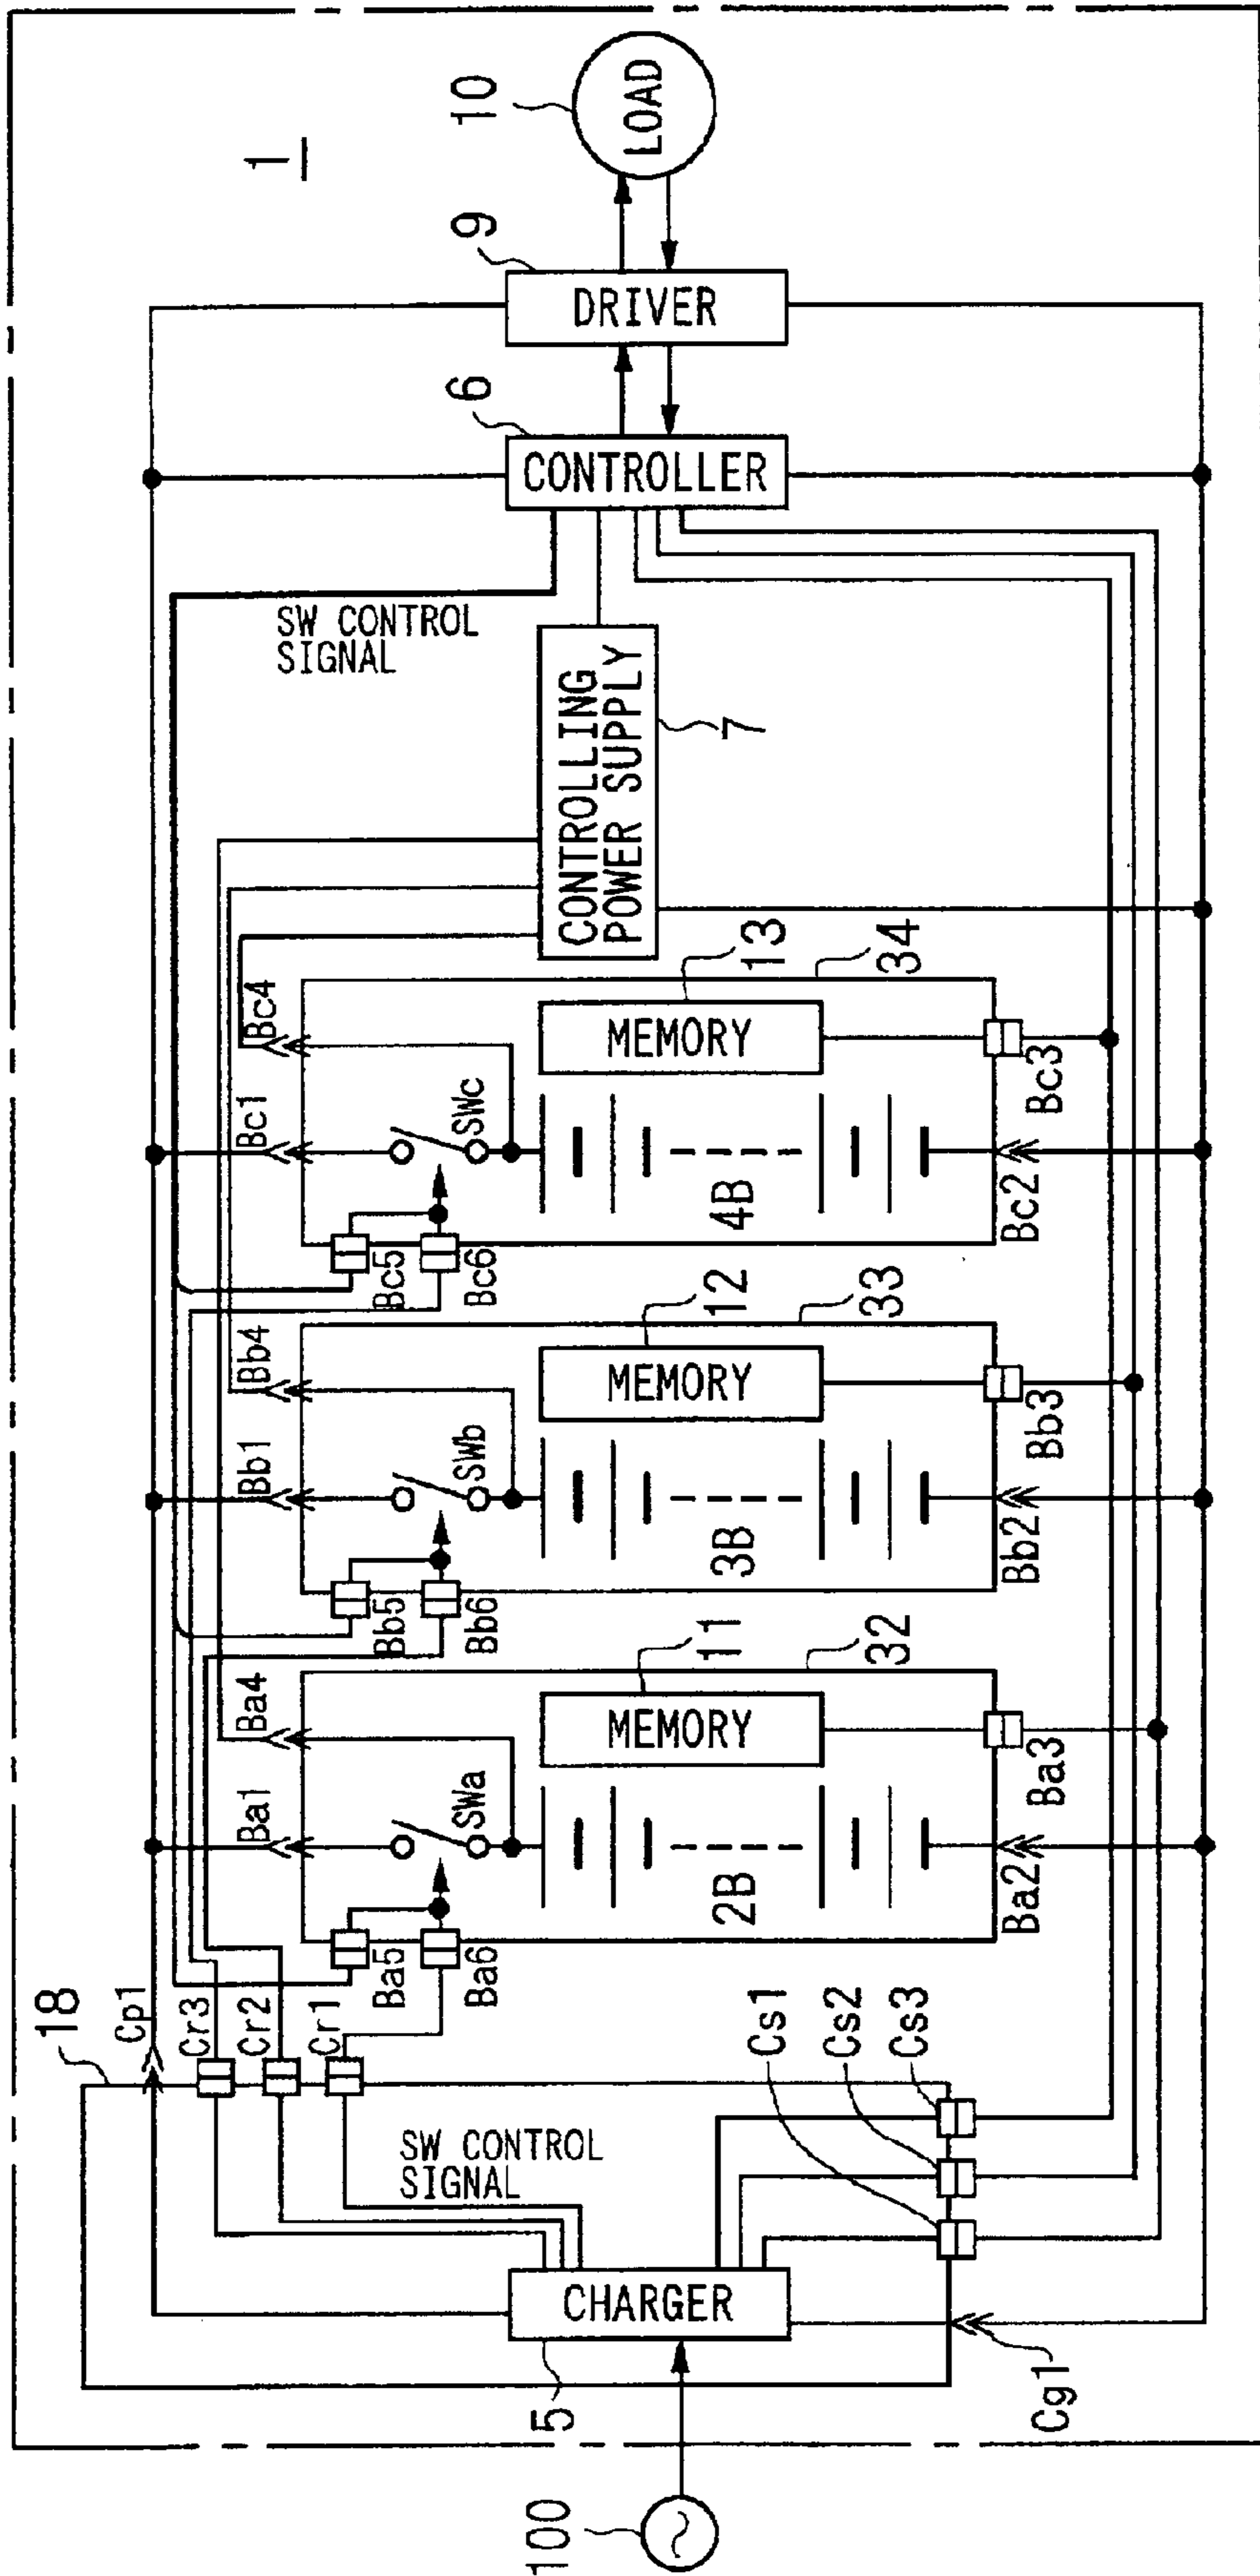 1
18
Cp1
Cr3
Cr2
Cr1
SW CONTROL
SIGNAL
CHARGER
5
100
Cg1
Cs1
Cs2
Cs3
Ba1
Ba4
Ba5
Ba6
SWa
2B
MEMORY
11
32
Ba2
Ba3
Bb1
Bb4
Bb5
Bb6
SWb
3B
MEMORY
12
33
Bb2
Bb3
Bc1
Bc4
Bc5
Bc6
SWc
4B
MEMORY
13
34
Bc2
Bc3
SW CONTROL
SIGNAL
CONTROLLING
POWER SUPPLY
7
CONTROLLER
6
DRIVER
9
LOAD
10